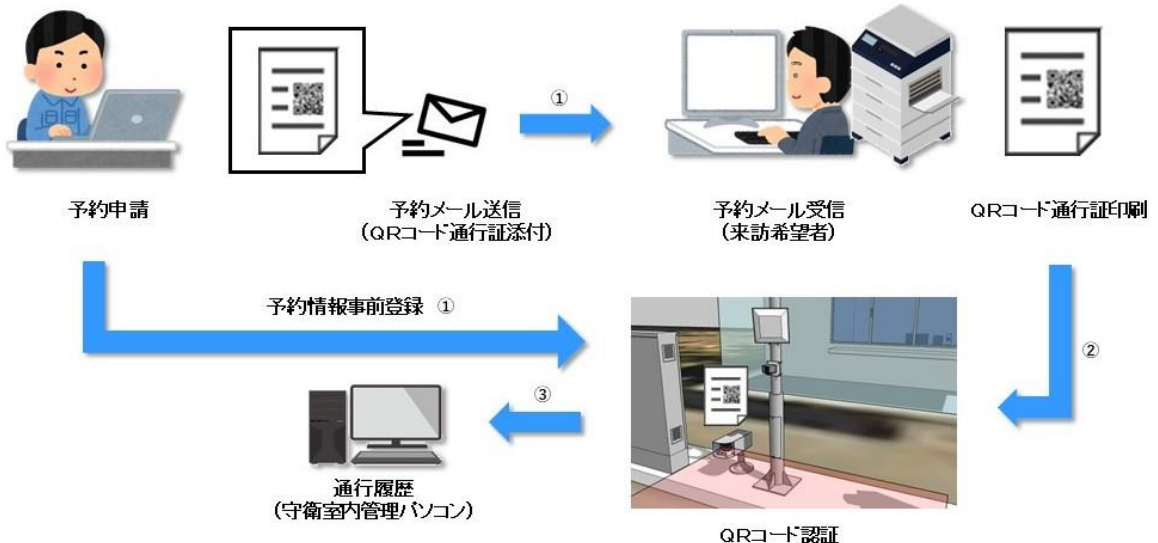 ①
予約申請
予約メール送信
(QRコード通行証添付)
予約メール受信
(来訪希望者)
QRコード通行証印刷
予約情報事前登録 ①
②
③
通行履歴
(守衛室内管理パソコン)
QRコード認証